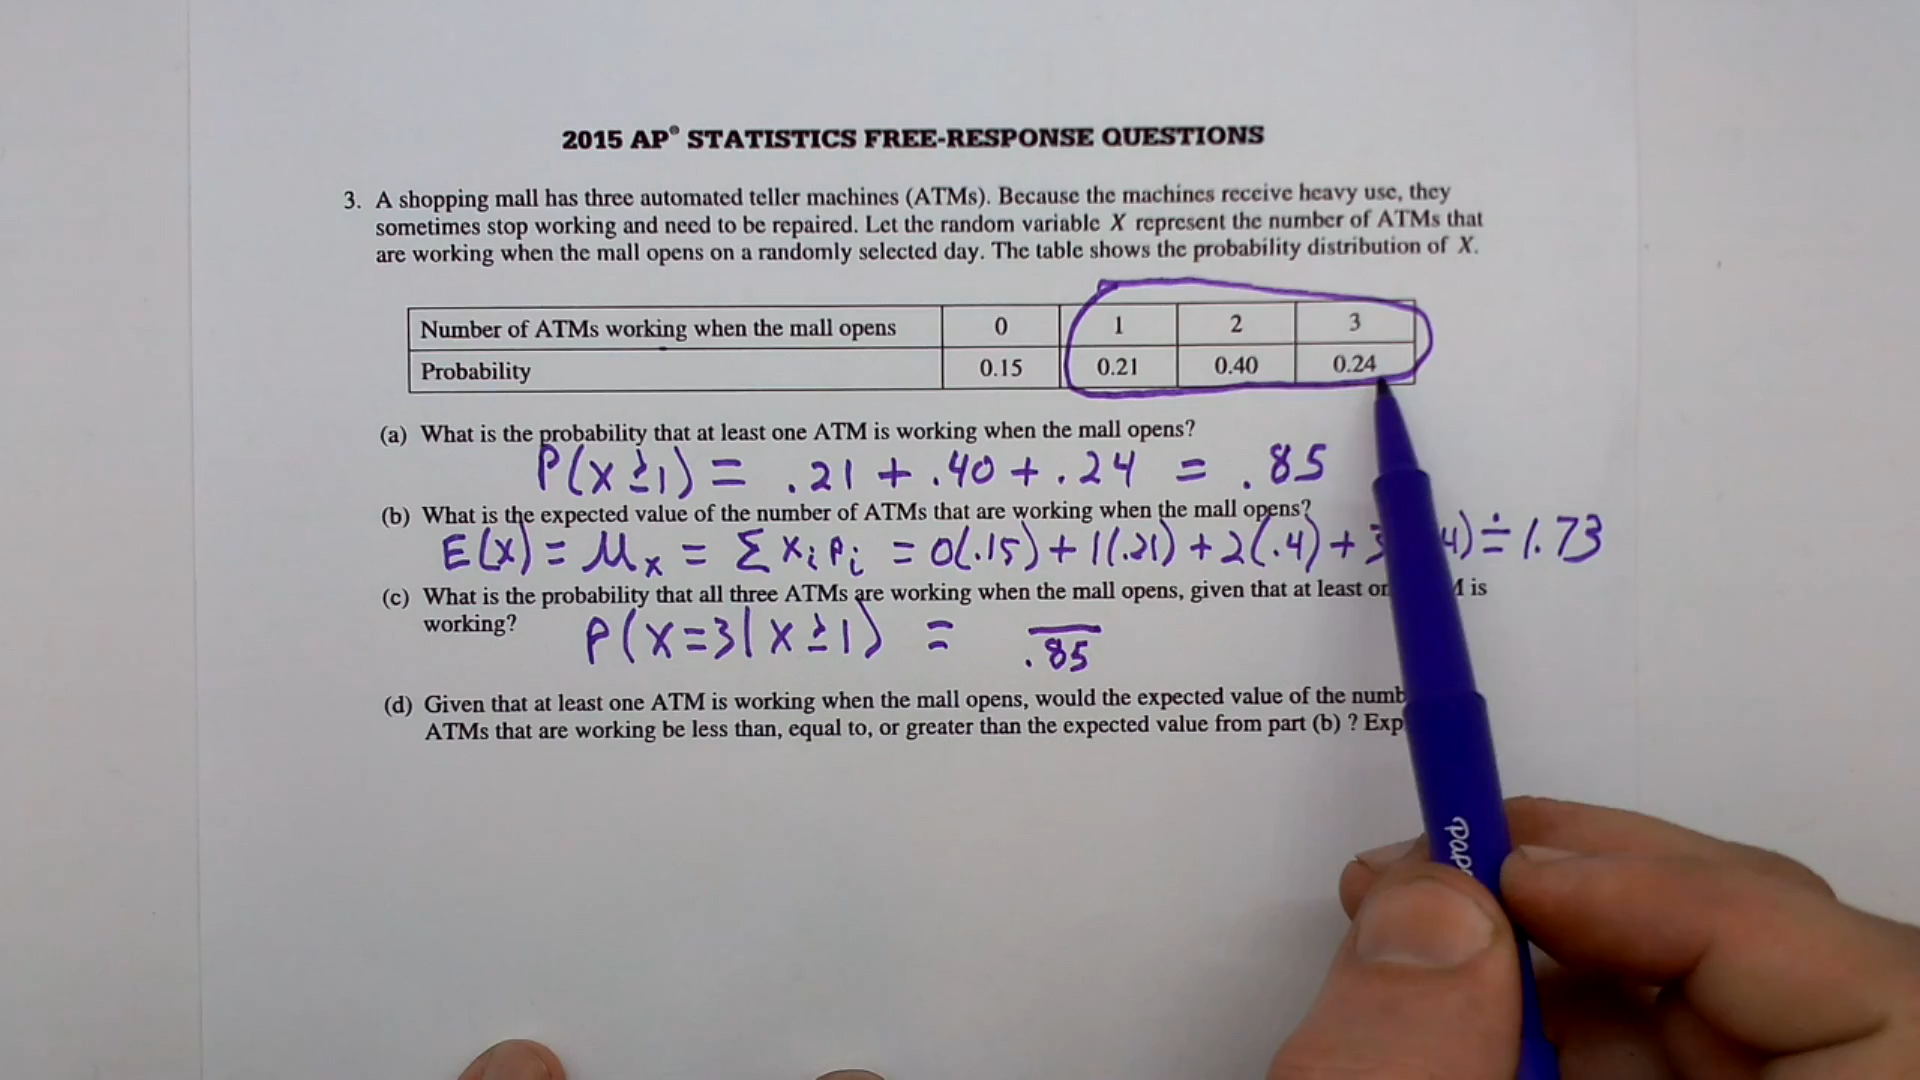 2015 AP® STATISTICS FREE-RESPONSE QUESTIONS
3. A shopping mall has three automated teller machines (ATMs). Because the machines receive heavy use, they
sometimes stop working and need to be repaired. Let the random variable X represent the number of ATMs that
are working when the mall opens on a randomly selected day. The table shows the probability distribution of X.
Number of ATMs working when the mall opens 0 1 2 3
Probability 0.15 0.21 0.40 0.24
(a) What is the probability that at least one ATM is working when the mall opens?
P(X≥1) = .21 + .40 + .24 = .85
(b) What is the expected value of the number of ATMs that are working when the mall opens?
E(X) = μx = Σ xi pi = 0(.15) + 1(.21) + 2(.4) + 3 4) ≐ 1.73
(c) What is the probability that all three ATMs are working when the mall opens, given that at least is
working?
P(X=3|X≥1) = /.85
(d) Given that at least one ATM is working when the mall opens, would the expected value of the
ATMs that are working be less than, equal to, or greater than the expected value from part (b) ?